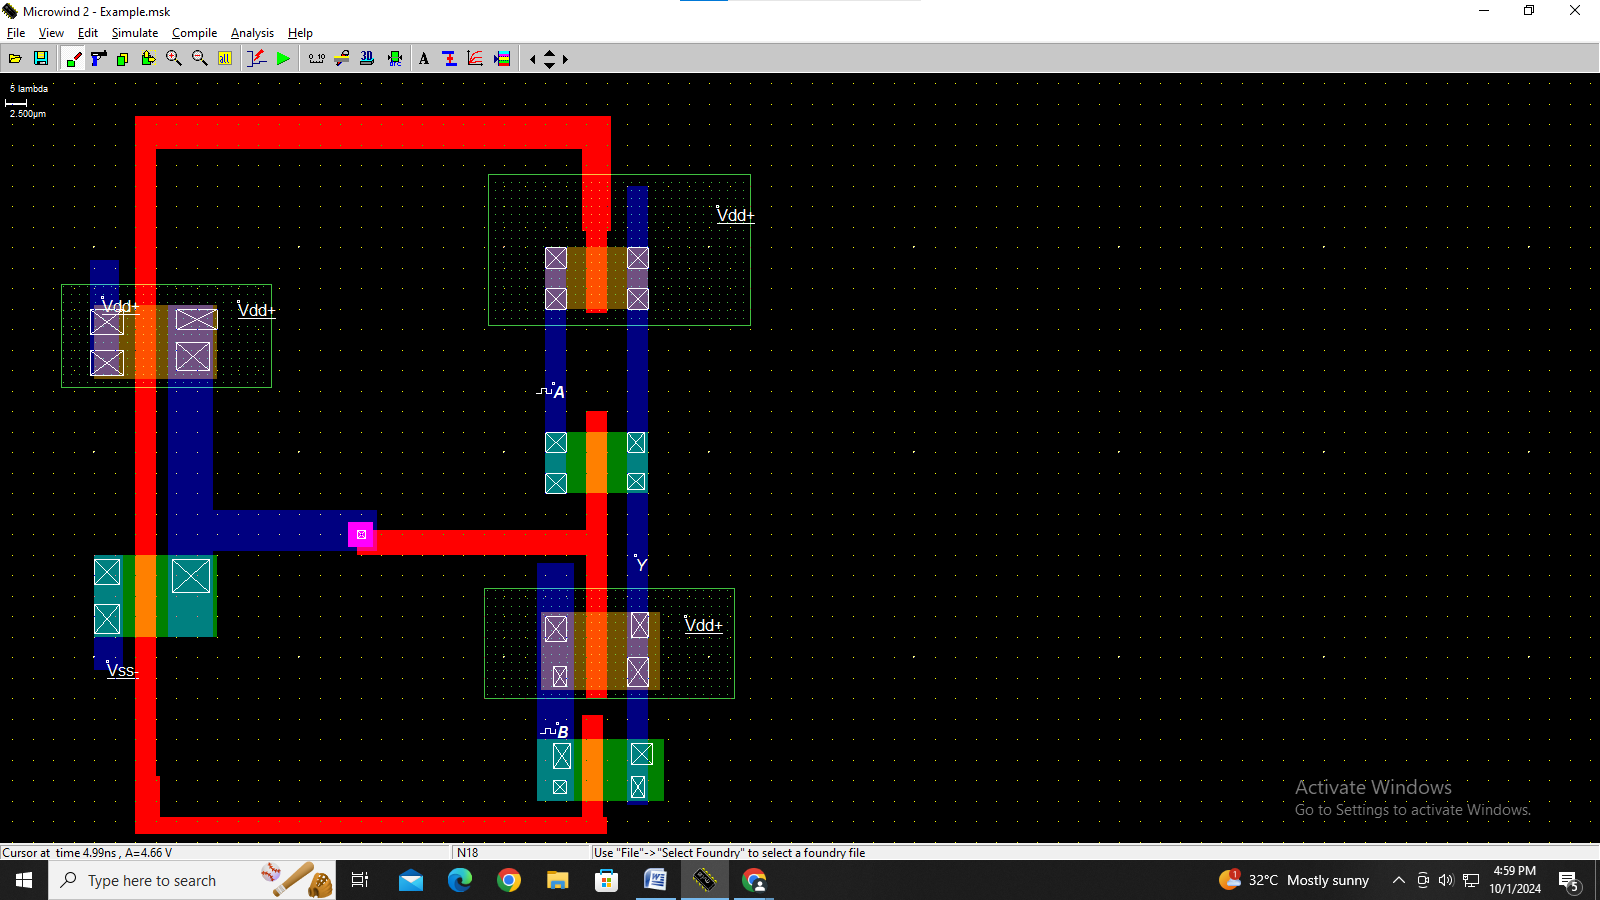 Microwind 2 - Example.msk
File View Edit Simulate Compile Analysis Help
5 lambda
2.500µm
Vdd+
Vdd+
Vdd+
A
Y
Vdd+
Vss-
B
Activate Windows
Go to Settings to activate Windows.
Cursor at time 4.99ns , A=4.66 V
N18
Use "File"->"Select Foundry" to select a foundry file
Type here to search
1
32°C Mostly sunny
4:59 PM
10/1/2024
5